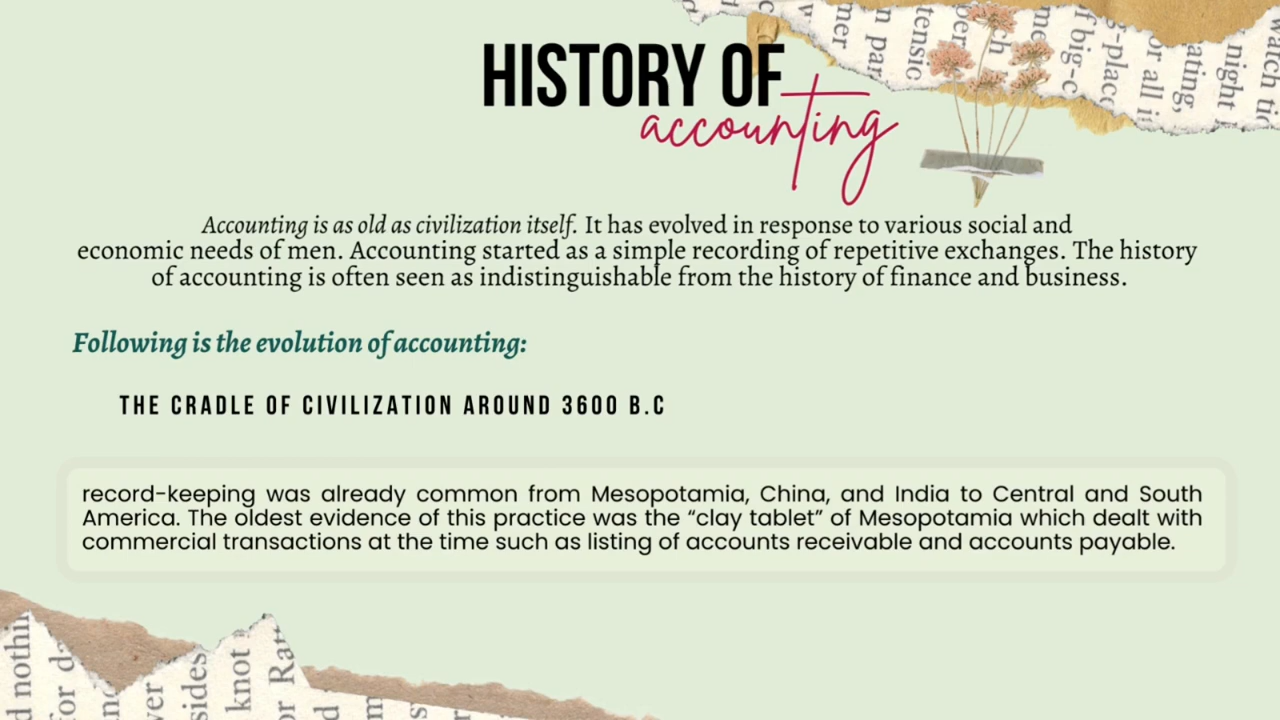 HISTORY OF
accounting
Accounting is as old as civilization itself. It has evolved in response to various social and
economic needs of men. Accounting started as a simple recording of repetitive exchanges. The history
of accounting is often seen as indistinguishable from the history of finance and business.
Following is the evolution of accounting:
THE CRADLE OF CIVILIZATION AROUND 3600 B.C
record-keeping was already common from Mesopotamia, China, and India to Central and South
America. The oldest evidence of this practice was the “clay tablet” of Mesopotamia which dealt with
commercial transactions at the time such as listing of accounts receivable and accounts payable.